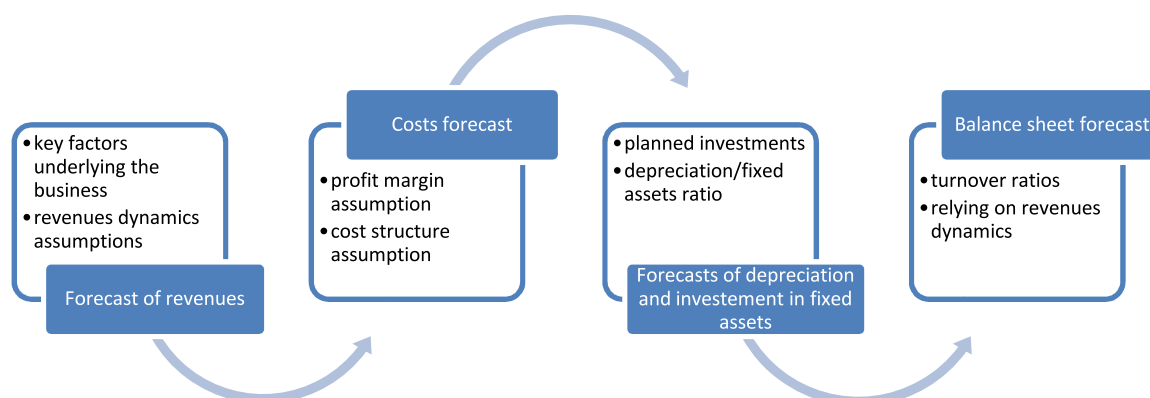 •key factors
underlying the
business
•revenues dynamics
assumptions
Forecast of revenues
Costs forecast
•profit margin
assumption
•cost structure
assumption
•planned investments
•depreciation/fixed
assets ratio
Forecasts of depreciation
and investement in fixed
assets
Balance sheet forecast
•turnover ratios
•relying on revenues
dynamics